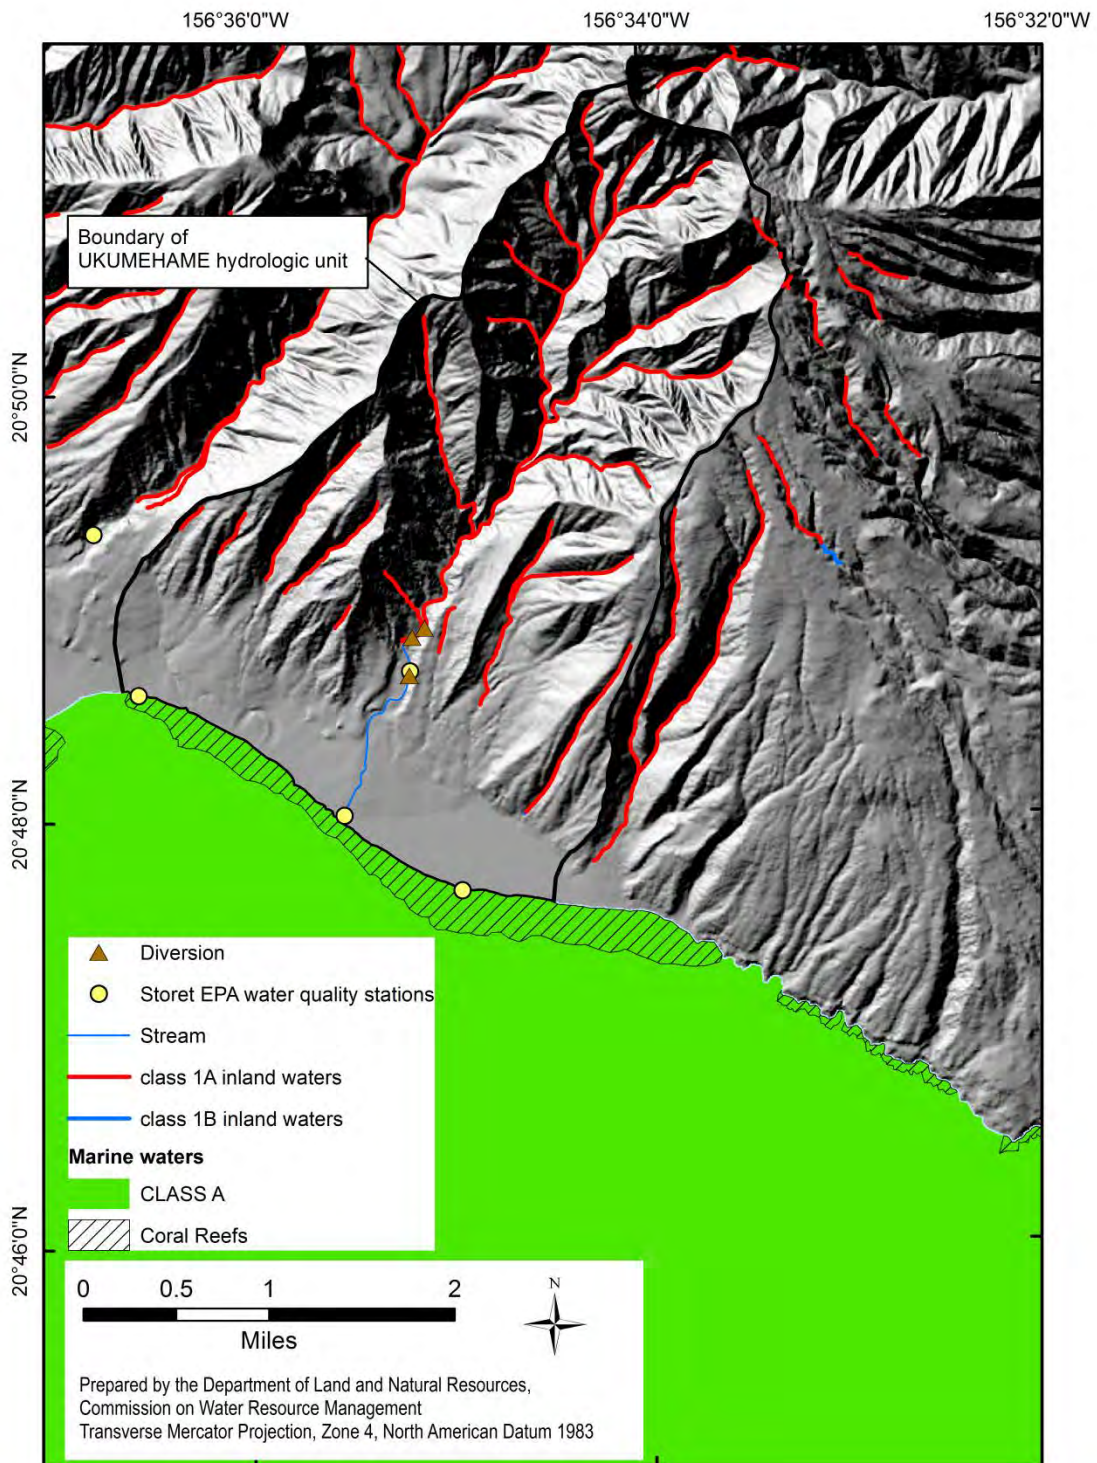 156°36'0"W
156°34'0"W
156°32'0"W
Boundary of
UKUMEHAME hydrologic unit
20°50'0"N
20°48'0"N
Diversion
Storet EPA water quality stations
Stream
class 1A inland waters
class 1B inland waters
Marine waters
CLASS A
Coral Reefs
20°46'0"N
0 0.5 1 2
Miles
N
Prepared by the Department of Land and Natural Resources,
Commission on Water Resource Management
Transverse Mercator Projection, Zone 4, North American Datum 1983